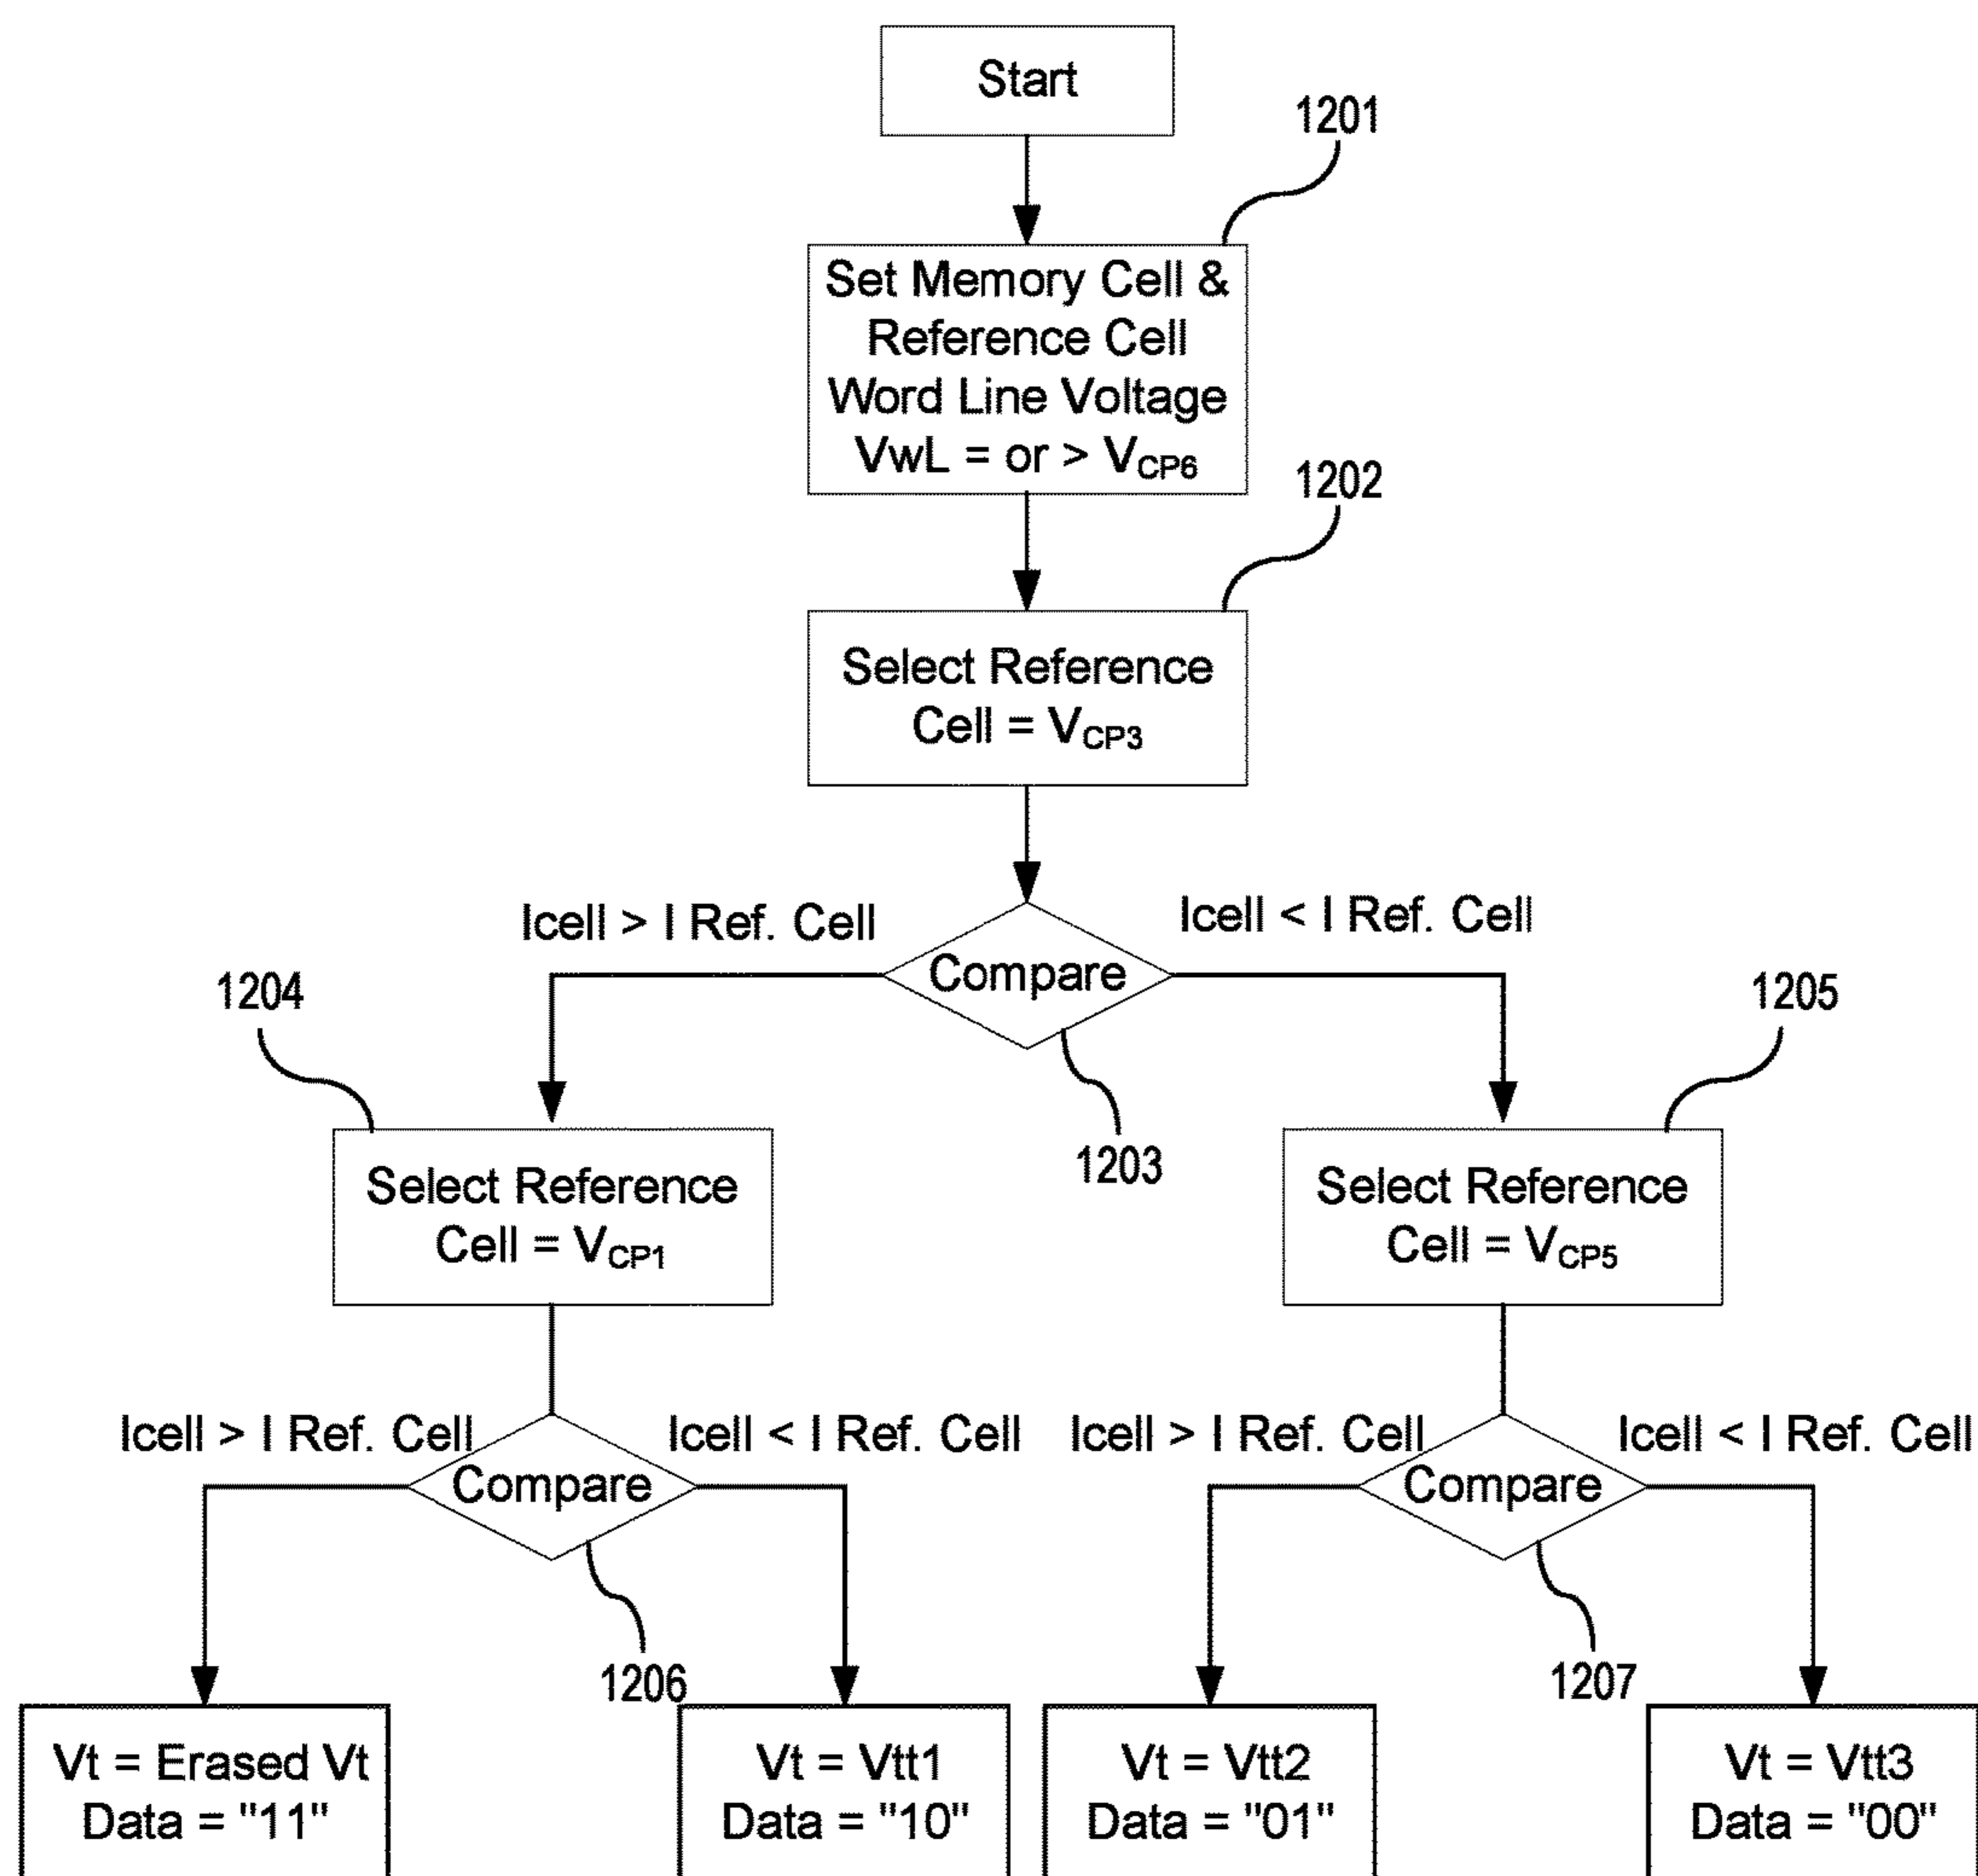 Start
1201
Set Memory Cell &
Reference Cell
Word Line Voltage
VwL = or > VCP6
1202
Select Reference
Cell = VCP3
Icell > I Ref. Cell
Icell < I Ref. Cell
Compare
1203
1204
1205
Select Reference
Cell = VCP1
Select Reference
Cell = VCP5
Icell > I Ref. Cell
Icell < I Ref. Cell
Icell > I Ref. Cell
Icell < I Ref. Cell
Compare
Compare
1206
1207
Vt = Erased Vt
Data = "11"
Vt = Vtt1
Data = "10"
Vt = Vtt2
Data = "01"
Vt = Vtt3
Data = "00"